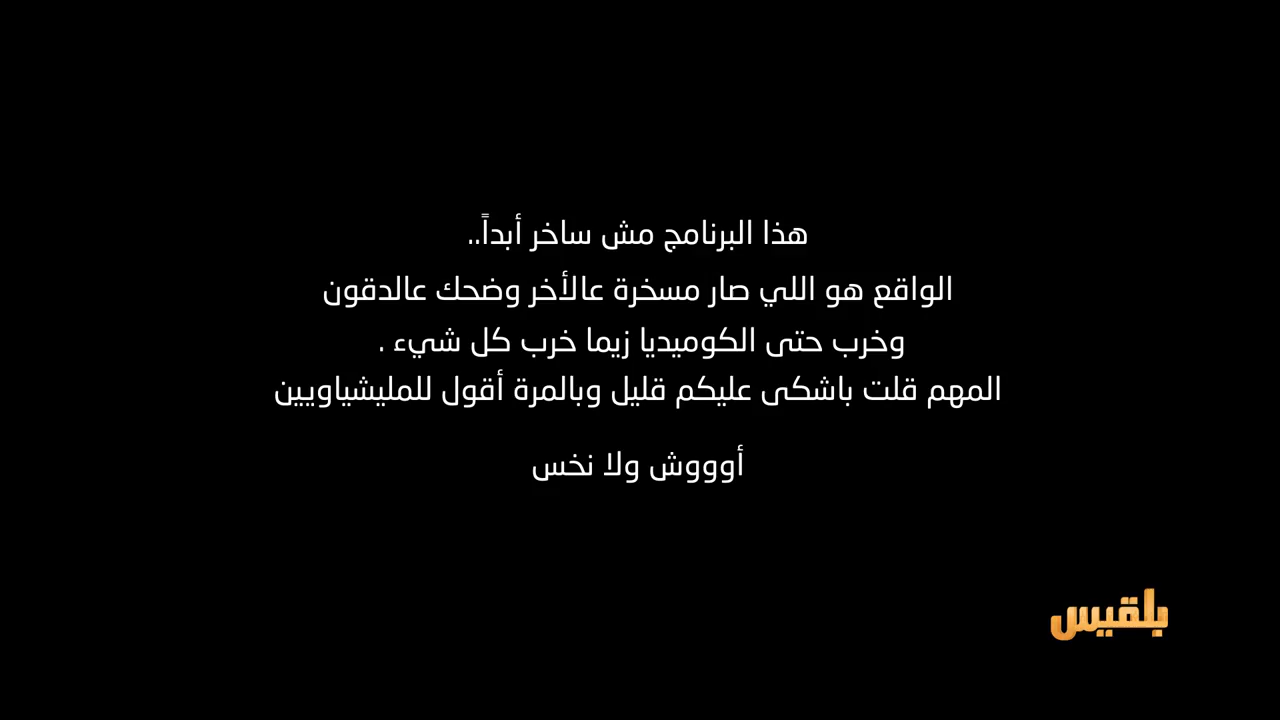 هذا البرنامج مش ساخر أبداً..
الواقع هو اللي صار مسخرة عالأخر وضحك عالدقون
وخرب حتى الكوميديا زيما خرب كل شيء .
المهم قلت باشكى عليكم قليل وبالمرة أقول للمليشياويين
أوووش ولا نخس
بلقيس